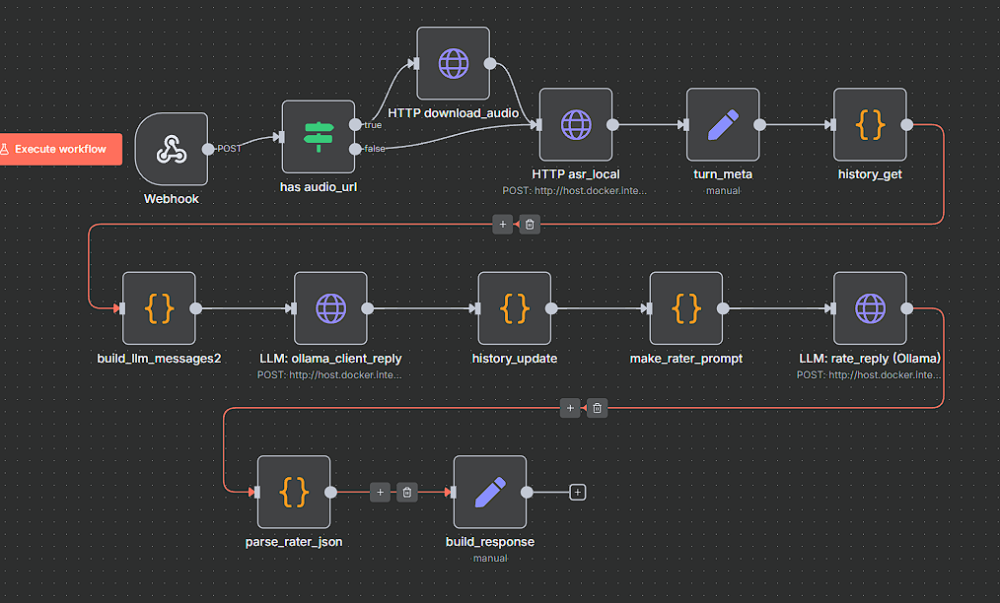 HTTP download_audio
true
false
Execute workflow
POST
Webhook
has audio_url
HTTP asr_local
POST: http://host.docker.inte...
turn_meta
manual
history_get
build_llm_messages2
LLM: ollama_client_reply
POST: http://host.docker.inte...
history_update
make_rater_prompt
LLM: rate_reply (Ollama)
POST: http://host.docker.inte...
parse_rater_json
build_response
manual